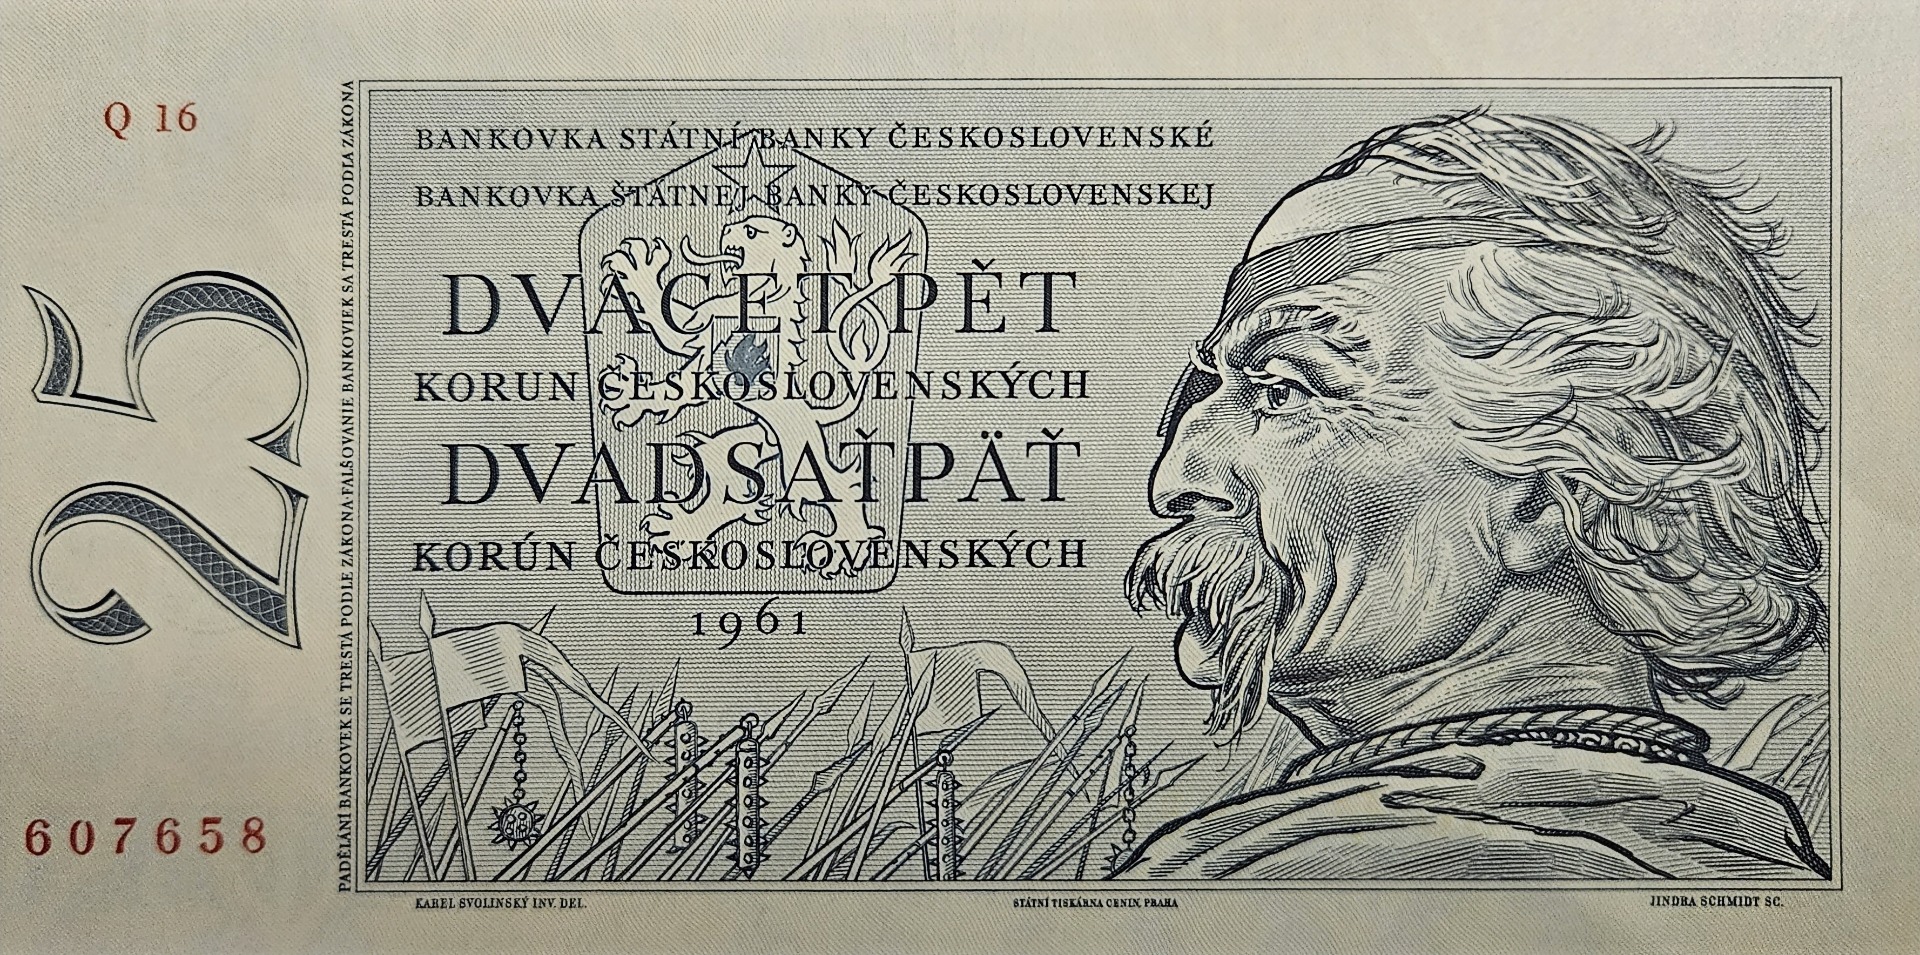 Q 16
25
607658
PADĚLÁNÍ BANKOVEK SE TRESTÁ PODLE ZÁKONA·FALŠOVANIE BANKOVIEK SA TRESTÁ PODĽA ZÁKONA
BANKOVKA STÁTNÍ BANKY ČESKOSLOVENSKÉ
BANKOVKA ŠTÁTNEJ BANKY ČESKOSLOVENSKEJ
DVACET PĚT
KORUN ČESKOSLOVENSKÝCH
DVADSAŤPÄŤ
KORÚN ČESKOSLOVENSKÝCH
1961
KAREL SVOLINSKÝ INV. DEL.
STÁTNÍ TISKÁRNA CENIN, PRAHA
JINDRA SCHMIDT SC.